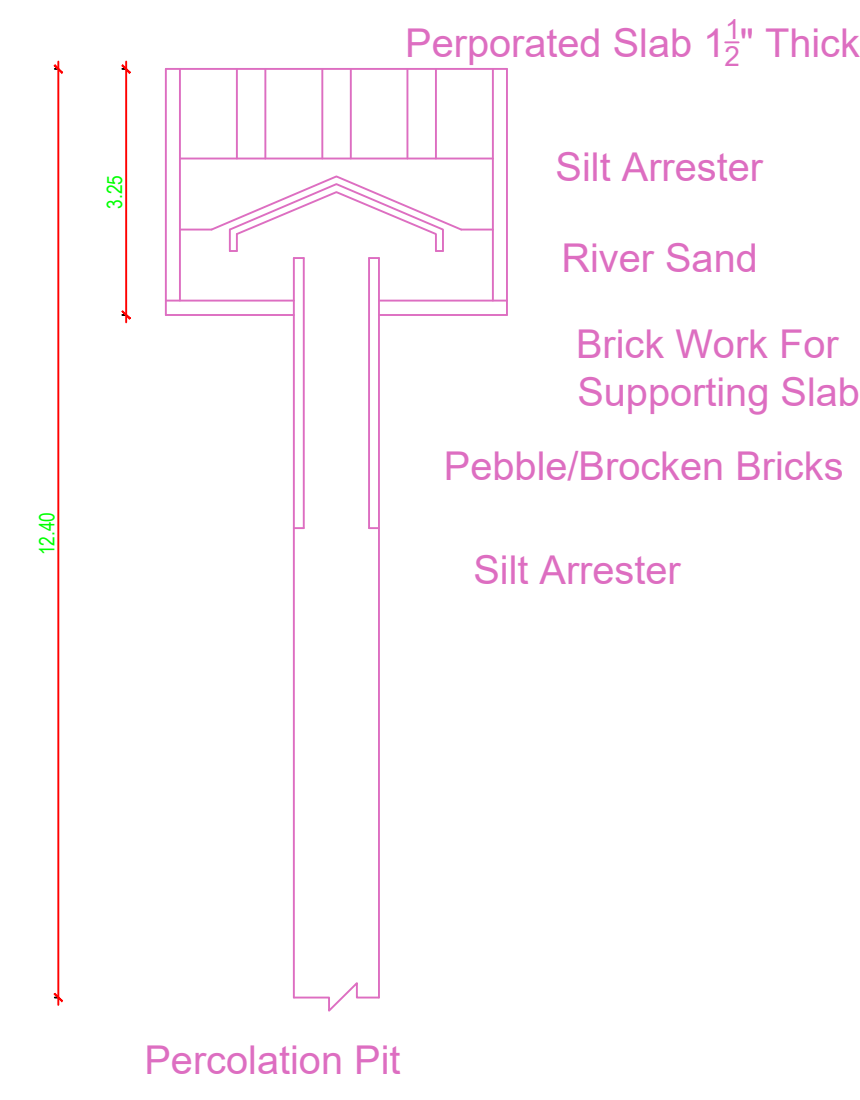 Perporated Slab 1½" Thick
3.25
Silt Arrester
River Sand
Brick Work For
Supporting Slab
Pebble/Brocken Bricks
12.40
Silt Arrester
Percolation Pit